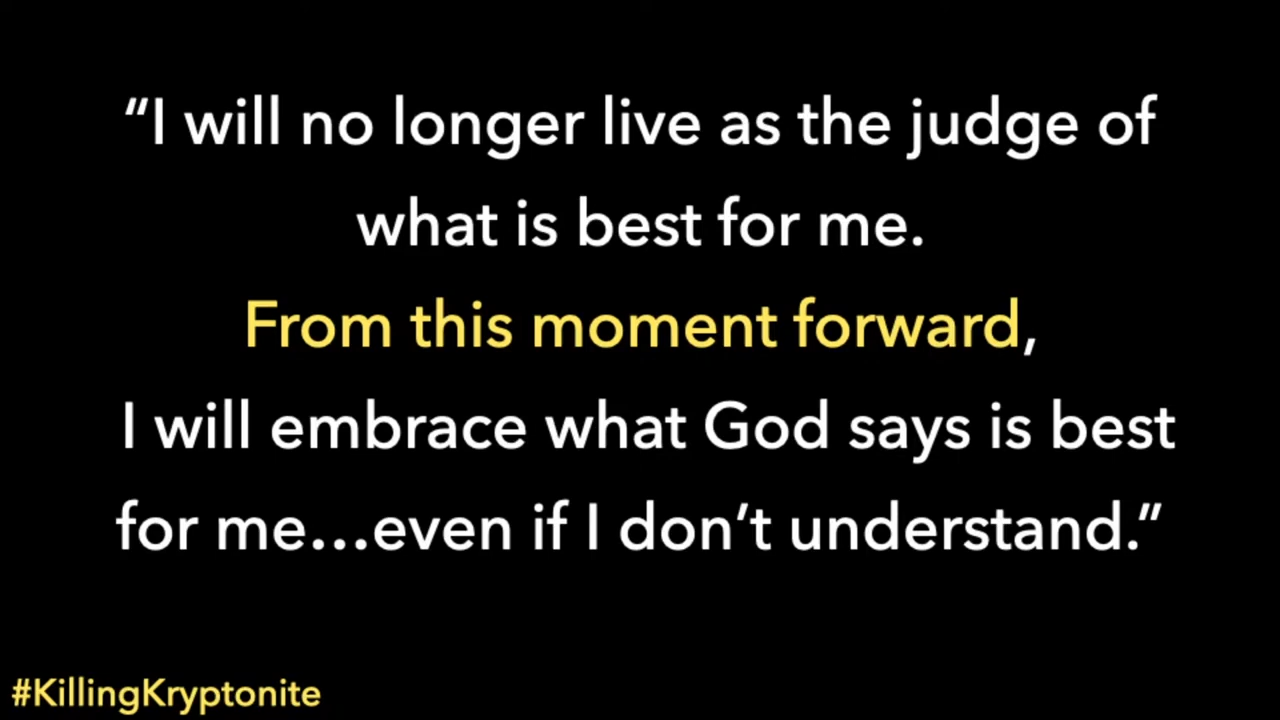 “I will no longer live as the judge of
what is best for me.
From this moment forward,
I will embrace what God says is best
for me…even if I don’t understand.”
#KillingKryptonite